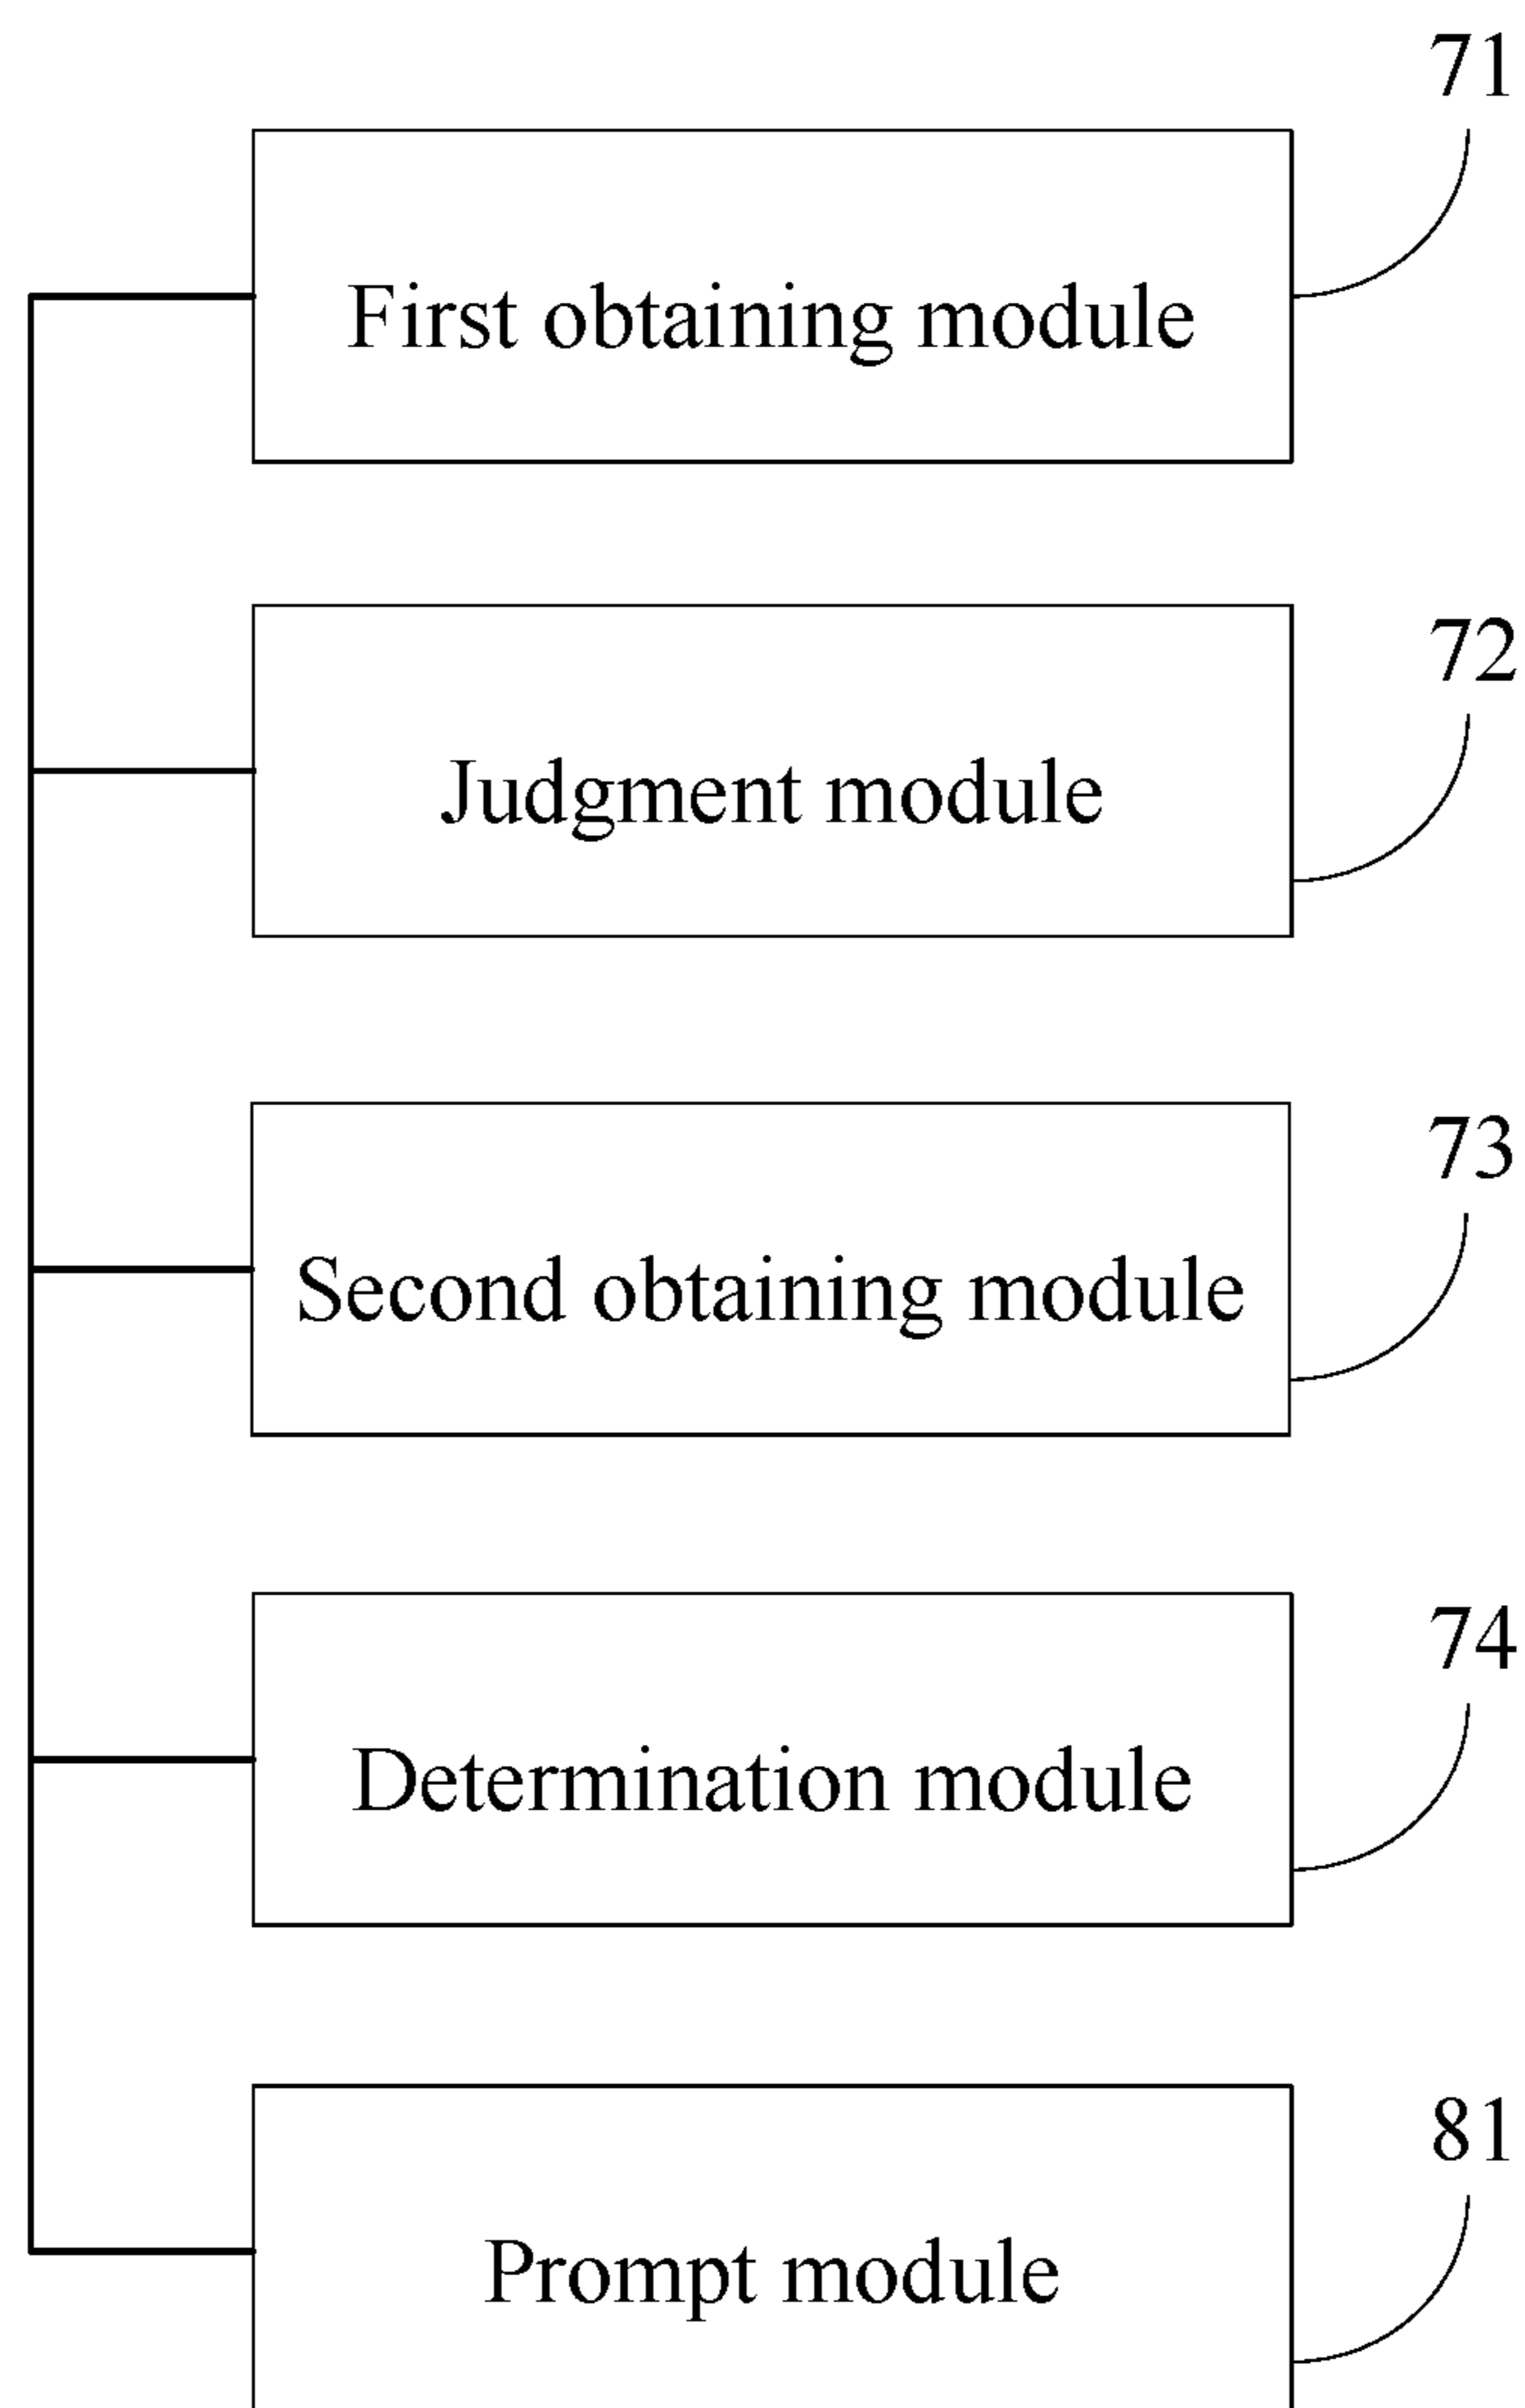 71
First obtaining module
72
Judgment module
73
Second obtaining module
74
Determination module
81
Prompt module